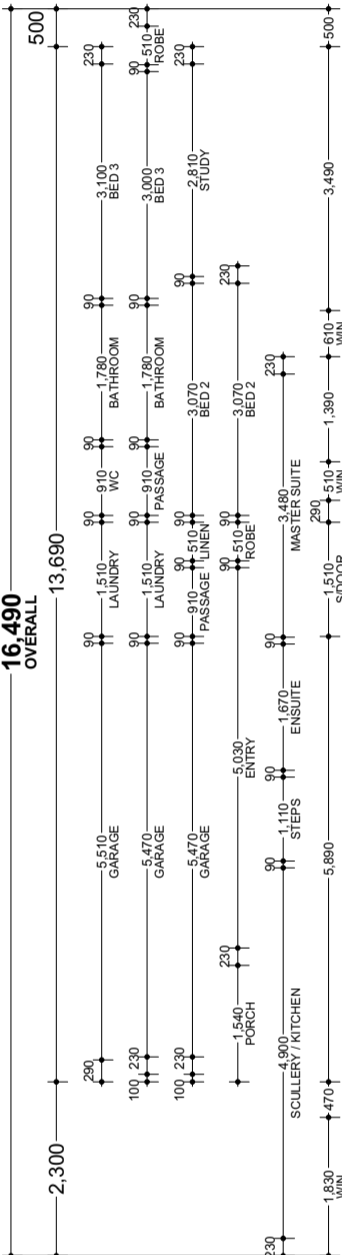 16,490
OVERALL
2,300 13,690 500
290 5,510 90 1,510 90 910 90 1,780 90 3,100 230
GARAGE LAUNDRY WC BATHROOM BED 3
100 230 5,470 90 1,510 90 910 90 1,780 90 3,000 90 510 230
GARAGE LAUNDRY PASSAGE BATHROOM BED 3 ROBE
100 230 5,470 90 910 90 510 90 3,070 90 2,810 230
GARAGE PASSAGE LINEN BED 2 STUDY
1,540 230 5,030 90 510 90 3,070 230
PORCH ENTRY ROBE BED 2
230 4,900 90 1,110 90 1,670 90 3,480 230
SCULLERY / KITCHEN STEPS ENSUITE MASTER SUITE
1,830 470 5,890 1,510 290 510 1,390 610 3,490 500
WIN S/DOOR WIN WIN